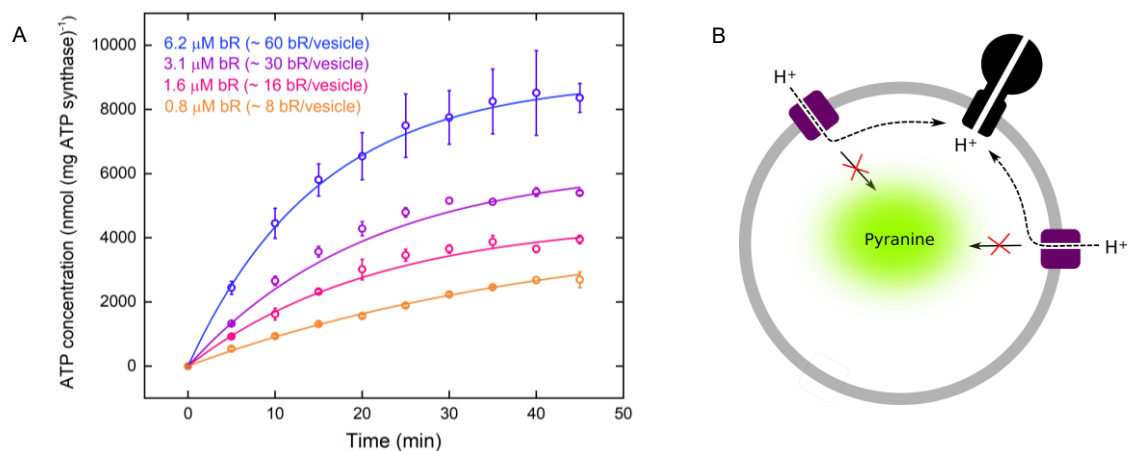 A
ATP concentration (nmol (mg ATP synthase)⁻¹)
10000
8000
6000
4000
2000
0
6.2 μM bR (~ 60 bR/vesicle)
3.1 μM bR (~ 30 bR/vesicle)
1.6 μM bR (~ 16 bR/vesicle)
0.8 μM bR (~ 8 bR/vesicle)
0 10 20 30 40 50
Time (min)
B
H⁺
H⁺
Pyranine
H⁺